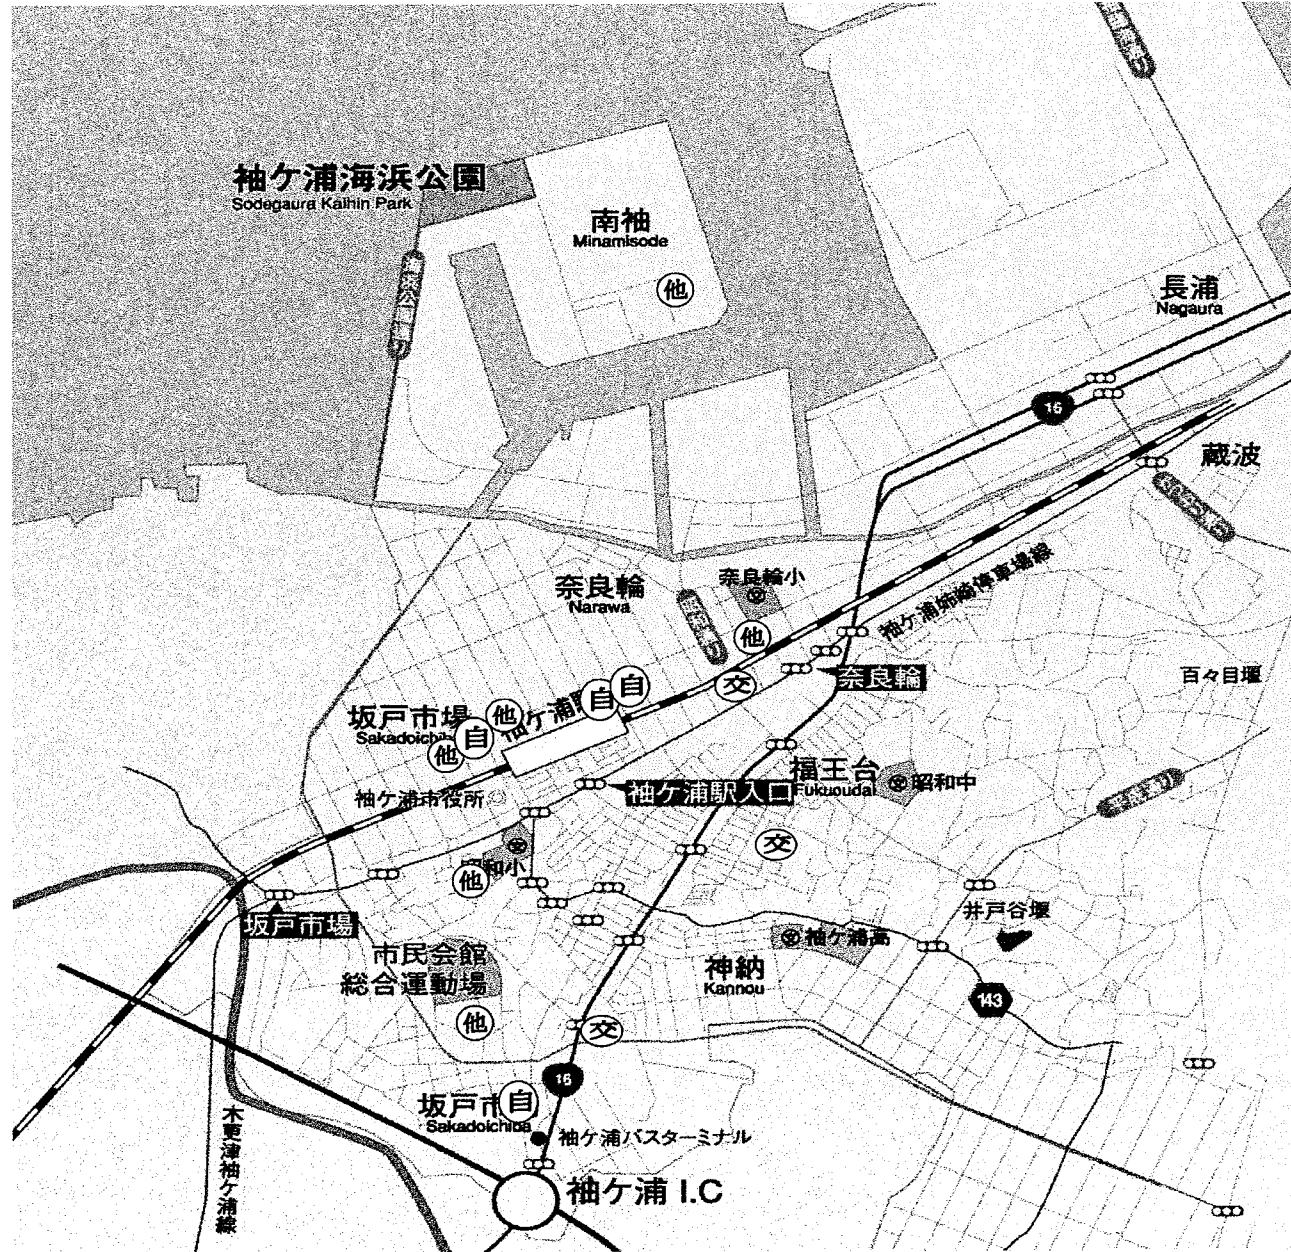 袖ケ浦海浜公園
Sodegaura Kaihin Park
南袖
Minamisode
他
長浦
Nagaura
16
蔵波
奈良輪
Narawa
奈良輪小
文
他
袖ケ浦姉崎停車場線
百々目堰
奈良輪
交
自
自
他
坂戸市場
自
他
袖ケ浦市役所
袖ケ浦駅入口
福王台
Fukuoudai
文
昭和中
交
文
他
坂戸市場
井戸谷堰
文
袖ケ浦高
市民会館
総合運動場
神納
Kannou
143
他
交
16
自
Sakadoichiba
袖ケ浦バスターミナル
木更津袖ケ浦線
袖ケ浦 I.C